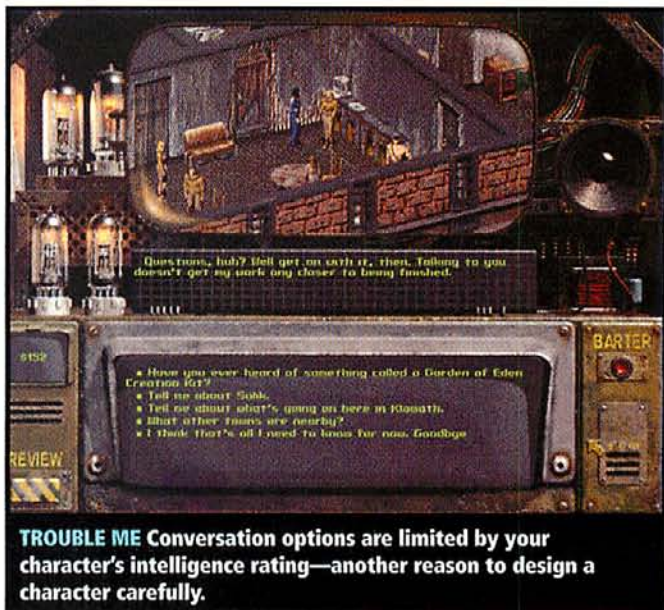 Questions, huh? Well get on with it, then. Talking to you
doesn't get my work any closer to being finished.
$152
BARTER
Have you ever heard of something called a Garden of Eden
Creation Kit?
Tell me about Sulik.
Tell me about what's going on here in Klamath.
What other towns are nearby?
I think that's all I need to know for now. Goodbye
REVIEW
TROUBLE ME Conversation options are limited by your
character's intelligence rating—another reason to design a
character carefully.